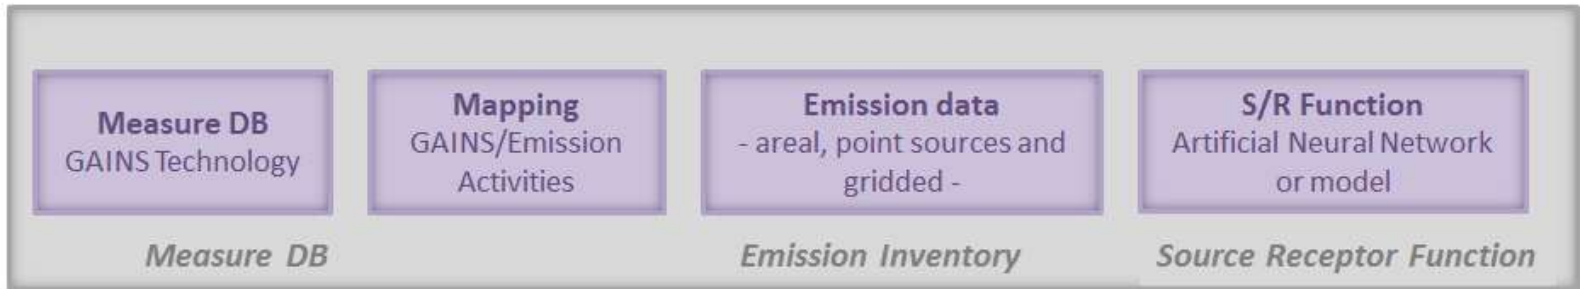 Measure DB
GAINS Technology
Mapping
GAINS/Emission
Activities
Emission data
- areal, point sources and
gridded -
S/R Function
Artificial Neural Network
or model
Measure DB
Emission Inventory
Source Receptor Function